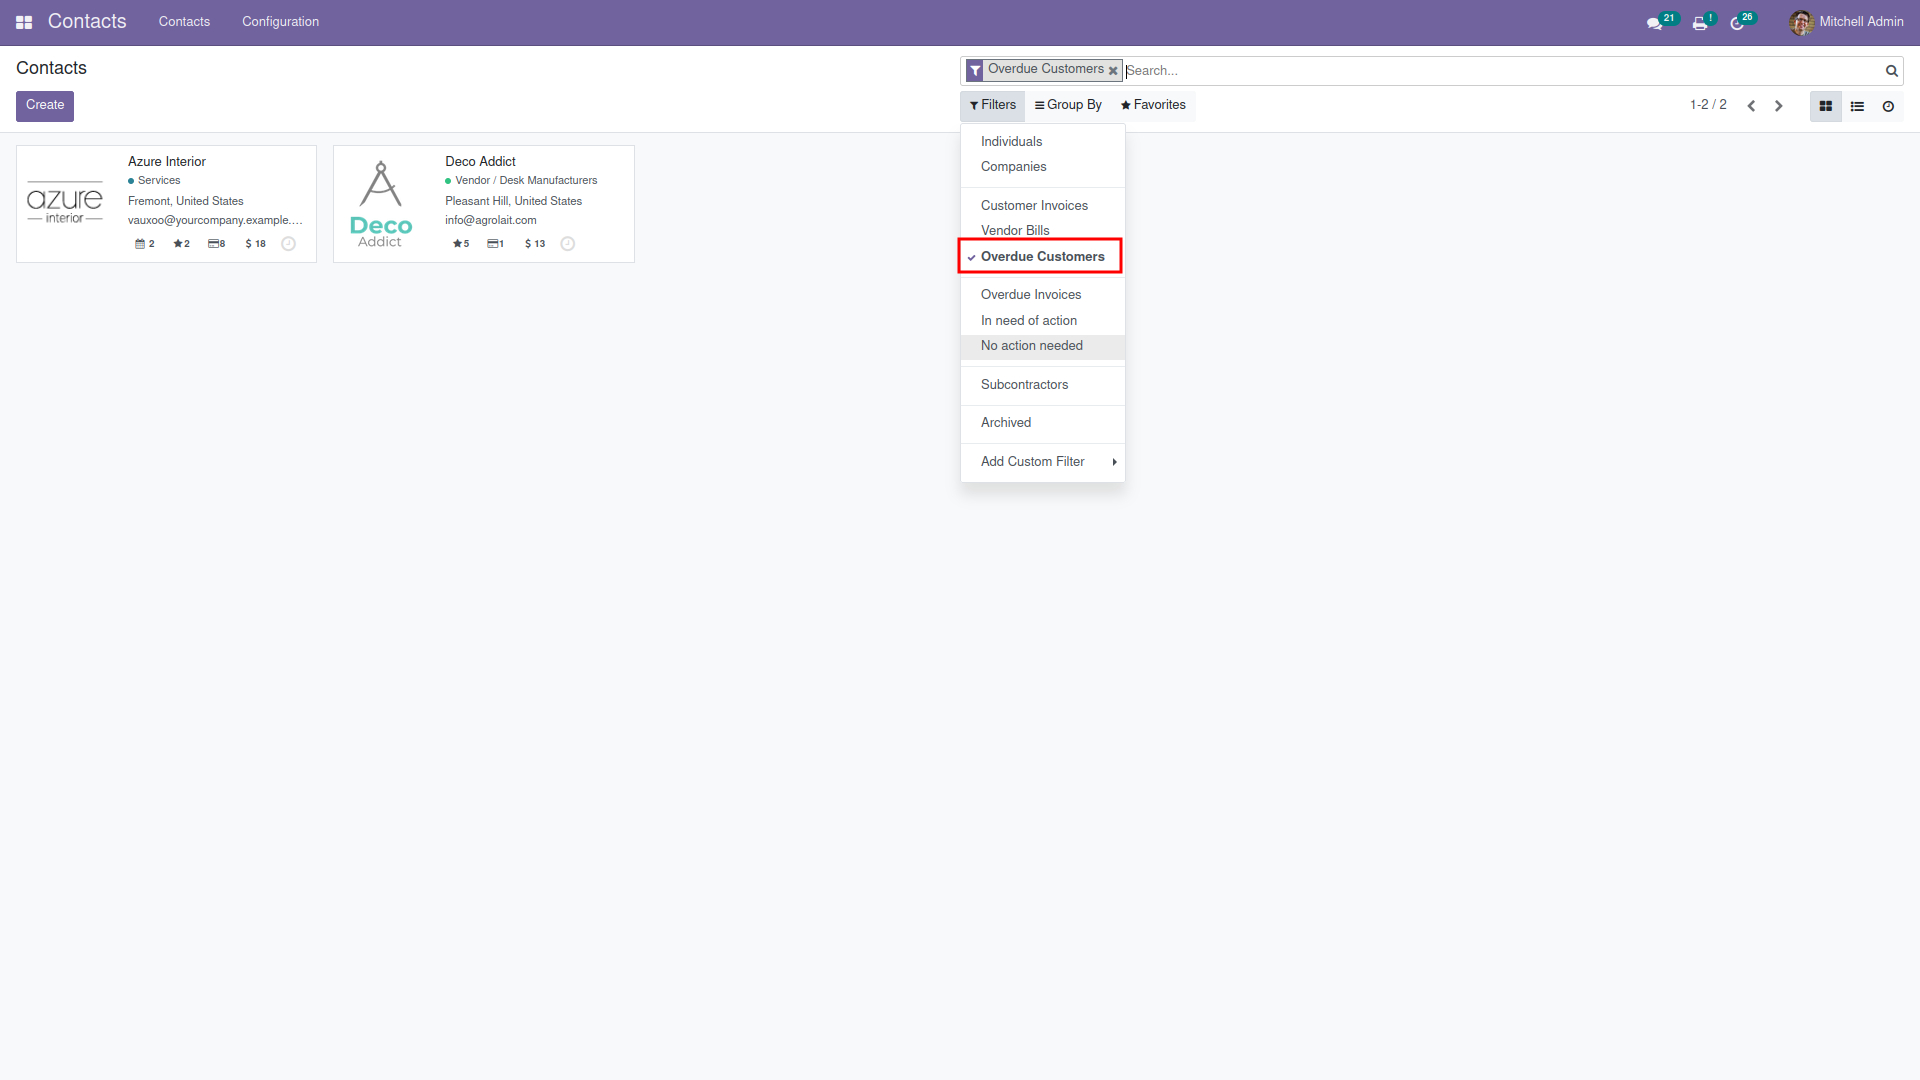 Contacts Contacts Configuration 21 ! 26 Mitchell Admin
Contacts
Overdue Customers Search...
Create
Filters Group By Favorites 1-2 / 2
azure
interior
Azure Interior
Services
Fremont, United States
vauxoo@yourcompany.example....
2 2 8 $ 18
Deco
Addict
Deco Addict
Vendor / Desk Manufacturers
Pleasant Hill, United States
info@agrolait.com
5 1 $ 13
Individuals
Companies
Customer Invoices
Vendor Bills
Overdue Customers
Overdue Invoices
In need of action
No action needed
Subcontractors
Archived
Add Custom Filter